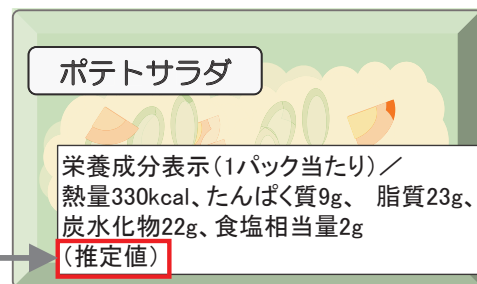 ポテトサラダ
栄養成分表示（1パック当たり）／
熱量330kcal、たんぱく質9g、 脂質23g、
炭水化物22g、食塩相当量2g
（推定値）